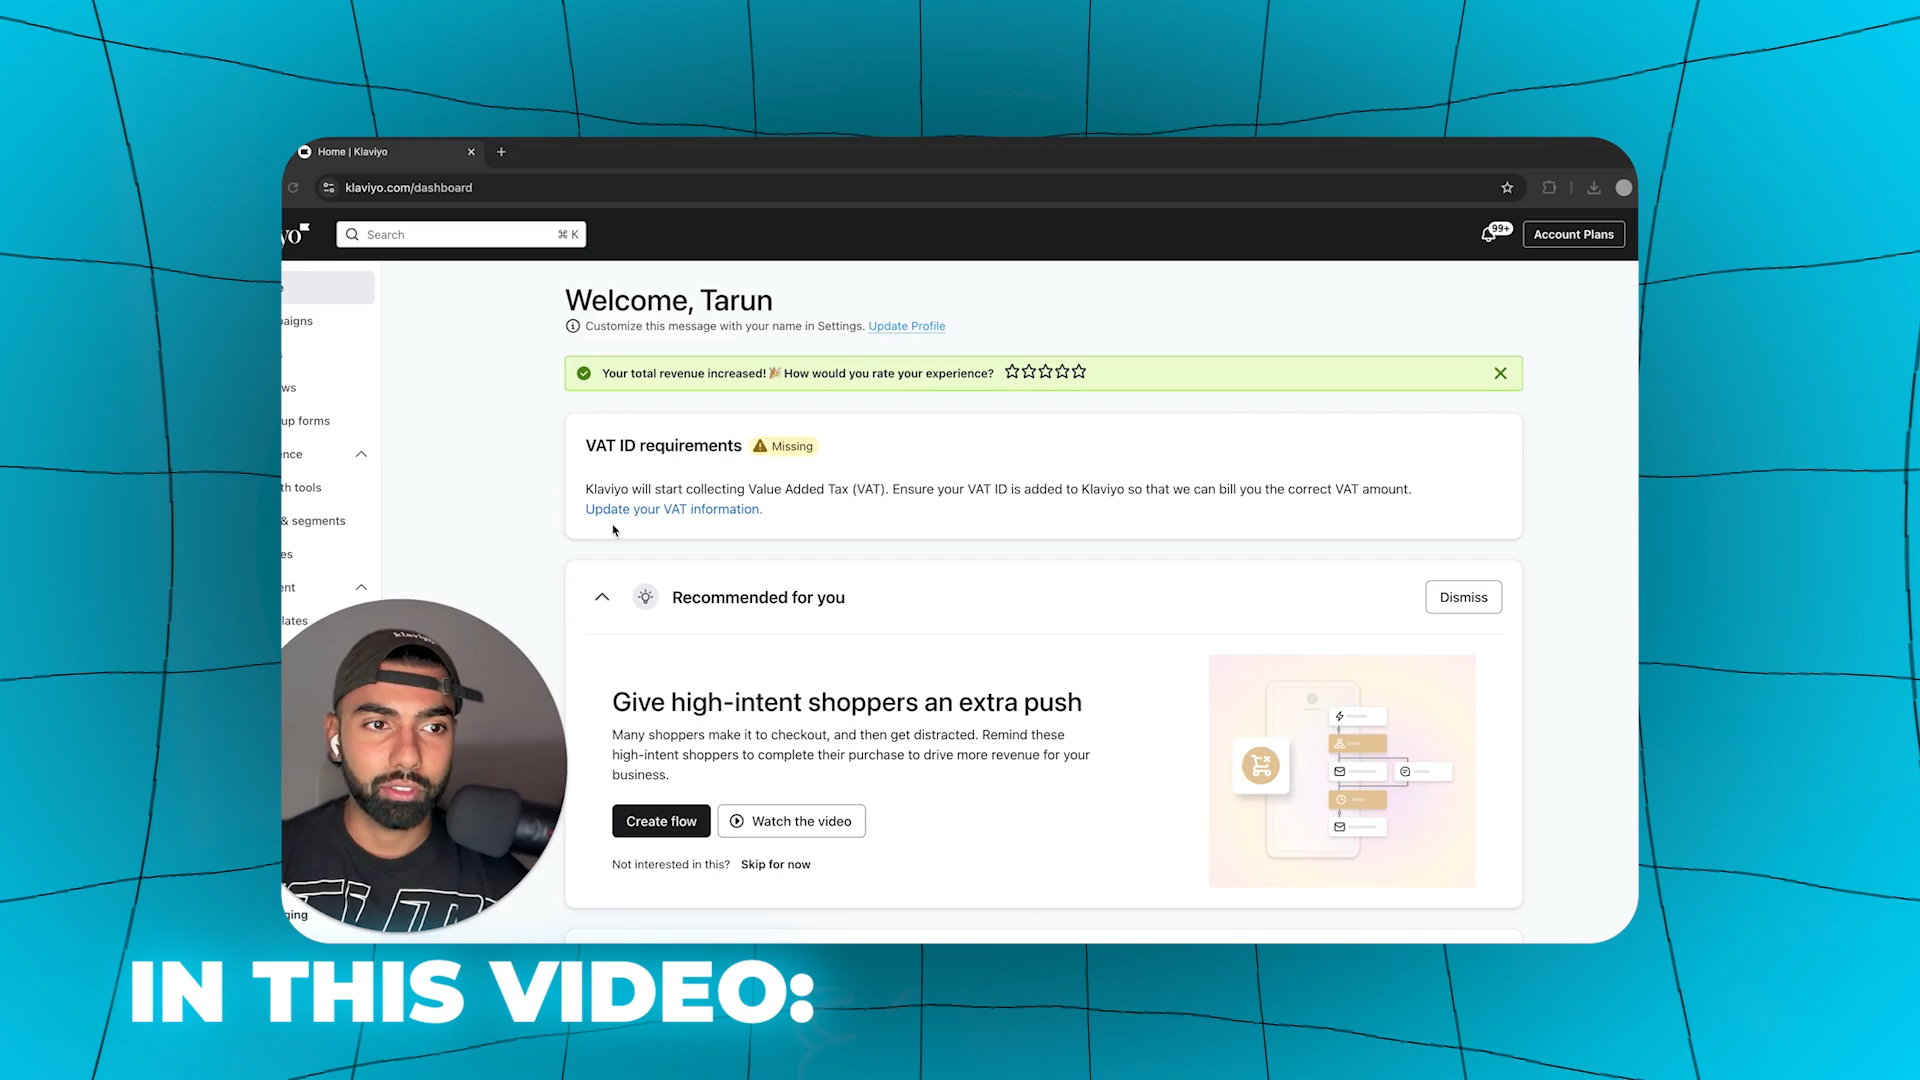 Home | Klaviyo
klaviyo.com/dashboard
yo
Search
⌘ K
99+
Account Plans
Welcome, Tarun
Customize this message with your name in Settings. Update Profile
Your total revenue increased! 🎉 How would you rate your experience?
aigns
ws
up forms
nce
th tools
& segments
es
ent
lates
ging
VAT ID requirements
Missing
Klaviyo will start collecting Value Added Tax (VAT). Ensure your VAT ID is added to Klaviyo so that we can bill you the correct VAT amount.
Update your VAT information.
Recommended for you
Dismiss
Give high-intent shoppers an extra push
Many shoppers make it to checkout, and then get distracted. Remind these
high-intent shoppers to complete their purchase to drive more revenue for your
business.
Create flow
Watch the video
Not interested in this? Skip for now
klaviyo
IN THIS VIDEO: